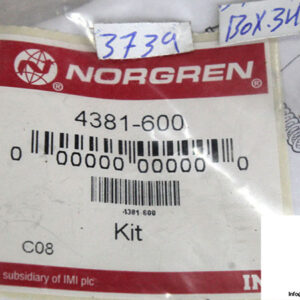 3739
BOX.34
NORGREN
4381-600
0 00000 00000 0
4381-600
Kit
C08
subsidiary of IMI plc